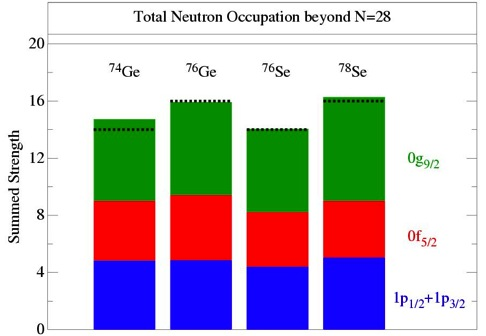 Total Neutron Occupation beyond N=28
20
⁷⁴Ge ⁷⁶Ge ⁷⁶Se ⁷⁸Se
16
12
0g₉/₂
8
0f₅/₂
4
1p₁/₂+1p₃/₂
0
Summed Strength